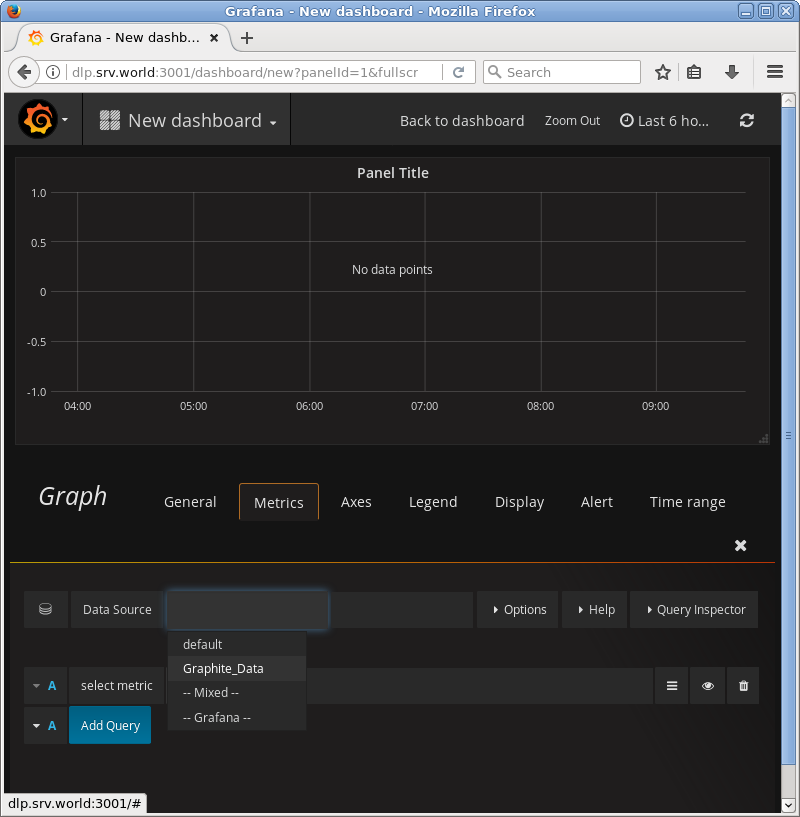 Grafana - New dashboard - Mozilla Firefox
Grafana - New dashb...
dlp.srv.world:3001/dashboard/new?panelId=1&fullscr
Search
New dashboard
Back to dashboard
Zoom Out
Last 6 ho...
Panel Title
1.0
0.5
0
-0.5
-1.0
No data points
04:00
05:00
06:00
07:00
08:00
09:00
Graph
General
Metrics
Axes
Legend
Display
Alert
Time range
Data Source
Options
Help
Query Inspector
default
Graphite_Data
-- Mixed --
-- Grafana --
A
select metric
A
Add Query
dlp.srv.world:3001/#